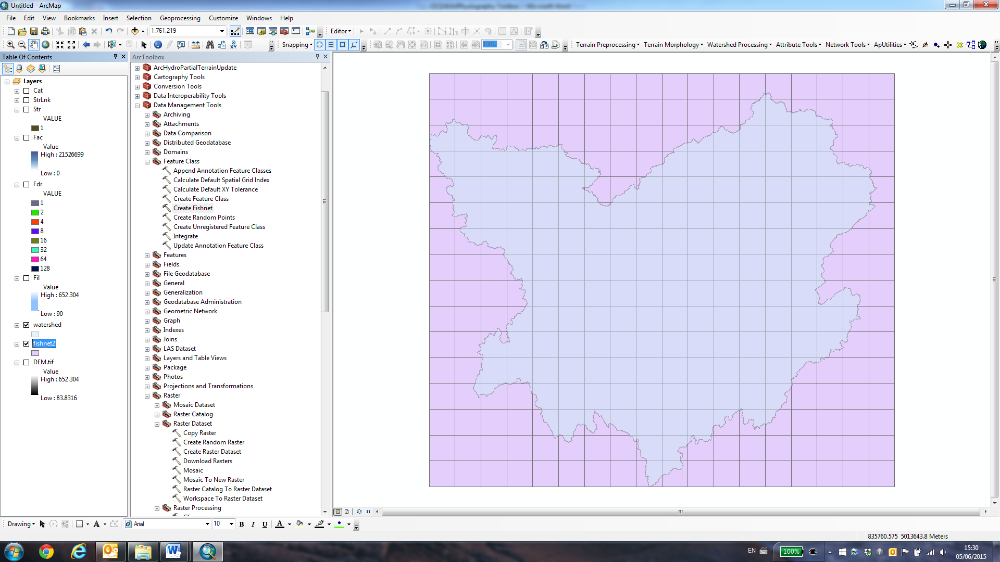 Untitled - ArcMap
File Edit View Bookmarks Insert Selection Geoprocessing Customize Windows Help
1:761,219
Editor
Snapping
100%
Terrain Preprocessing Terrain Morphology Watershed Processing Attribute Tools Network Tools ApUtilities
Table Of Contents
Layers
Cat
StrLnk
Str
VALUE
1
Fac
Value
High : 21526699
Low : 0
Fdr
VALUE
1
2
4
8
16
32
64
128
Fil
Value
High : 652.304
Low : 90
watershed
fishnet2
DEM.tif
Value
High : 652.304
Low : 83.8316
ArcToolbox
ArcHydroPartialTerrainUpdate
Cartography Tools
Conversion Tools
Data Interoperability Tools
Data Management Tools
Archiving
Attachments
Data Comparison
Distributed Geodatabase
Domains
Feature Class
Append Annotation Feature Classes
Calculate Default Spatial Grid Index
Calculate Default XY Tolerance
Create Feature Class
Create Fishnet
Create Random Points
Create Unregistered Feature Class
Integrate
Update Annotation Feature Class
Features
Fields
File Geodatabase
General
Generalization
Geodatabase Administration
Geometric Network
Graph
Indexes
Joins
LAS Dataset
Layers and Table Views
Package
Photos
Projections and Transformations
Raster
Mosaic Dataset
Raster Catalog
Raster Dataset
Copy Raster
Create Random Raster
Create Raster Dataset
Download Rasters
Mosaic
Mosaic To New Raster
Raster Catalog To Raster Dataset
Workspace To Raster Dataset
Raster Processing
Drawing
A
Arial
10
B I U A
835760.575 5013643.8 Meters
EN
100%
15:30
05/06/2015